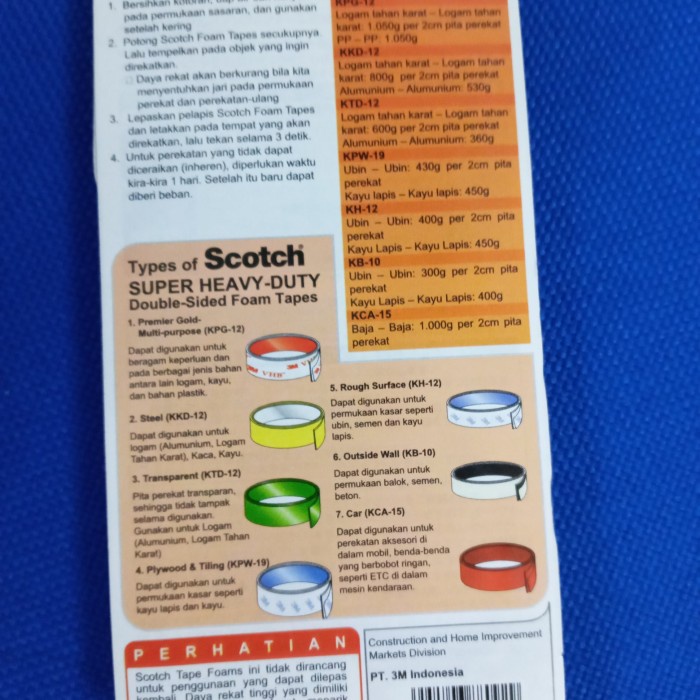 1. Bersihkan kotoran,
pada permukaan sasaran, dan gunakan
setelah kering
2. Potong Scotch Foam Tapes secukupnya.
Lalu tempelkan pada objek yang ingin
direkatkan.
Daya rekat akan berkurang bila kita
menyentuhkan jari pada permukaan
perekat dan perekatan-ulang
3. Lepaskan pelapis Scotch Foam Tapes
dan letakkan pada tempat yang akan
direkatkan, lalu tekan selama 3 detik.
4. Untuk perekatan yang tidak dapat
diceraikan (inheren), diperlukan waktu
kira-kira 1 hari. Setelah itu baru dapat
diberi beban.
KPG-12
Logam tahan karat – Logam tahan
karat: 1.050g per 2cm pita perekat
PP – PP: 1.050g
KKD-12
Logam tahan karat – Logam tahan
karat: 800g per 2cm pita perekat
Alumunium – Alumunium: 530g
KTD-12
Logam tahan karat – Logam tahan
karat: 600g per 2cm pita perekat
Alumunium – Alumunium: 360g
KPW-19
Ubin – Ubin: 430g per 2cm pita
perekat
Kayu lapis – Kayu lapis: 450g
KH-12
Ubin – Ubin: 400g per 2cm pita
perekat
Kayu Lapis – Kayu Lapis: 450g
KB-10
Ubin – Ubin: 300g per 2cm pita
perekat
Kayu Lapis – Kayu Lapis: 400g
KCA-15
Baja – Baja: 1.000g per 2cm pita
perekat
Types of Scotch
SUPER HEAVY-DUTY
Double-Sided Foam Tapes
1. Premier Gold-
Multi-purpose (KPG-12)
Dapat digunakan untuk
beragam keperluan dan
pada berbagai jenis bahan
antara lain logam, kayu,
dan bahan plastik.
3M VHB
2. Steel (KKD-12)
Dapat digunakan untuk
logam (Alumunium, Logam
Tahan Karat), Kaca, Kayu.
3. Transparent (KTD-12)
Pita perekat transparan,
sehingga tidak tampak
selama digunakan.
Gunakan untuk Logam
(Alumunium, Logam Tahan
Karat)
4. Plywood & Tiling (KPW-19)
Dapat digunakan untuk
permukaan kasar seperti
kayu lapis dan kayu.
5. Rough Surface (KH-12)
Dapat digunakan untuk
permukaan kasar seperti
ubin, semen dan kayu
lapis.
6. Outside Wall (KB-10)
Dapat digunakan untuk
permukaan balok, semen,
beton.
7. Car (KCA-15)
Dapat digunakan untuk
perekatan aksesori di
dalam mobil, benda-benda
yang berbobot ringan,
seperti ETC di dalam
mesin kendaraan.
PERHATIAN
Scotch Tape Foams ini tidak dirancang
untuk penggunaan yang dapat dilepas
kembali. Daya rekat tinggi yang dimiliki
Construction and Home Improvement
Markets Division
PT. 3M Indonesia